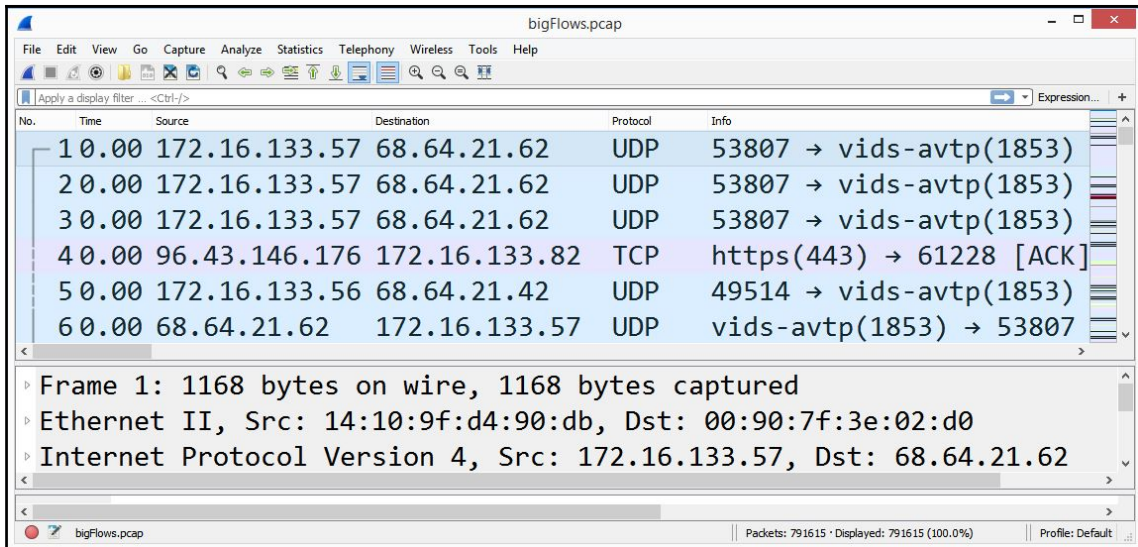 bigFlows.pcap
File Edit View Go Capture Analyze Statistics Telephony Wireless Tools Help
Apply a display filter ... <Ctrl-/> Expression... +
No. Time Source Destination Protocol Info
1 0.00 172.16.133.57 68.64.21.62 UDP 53807 → vids-avtp(1853)
2 0.00 172.16.133.57 68.64.21.62 UDP 53807 → vids-avtp(1853)
3 0.00 172.16.133.57 68.64.21.62 UDP 53807 → vids-avtp(1853)
4 0.00 96.43.146.176 172.16.133.82 TCP https(443) → 61228 [ACK]
5 0.00 172.16.133.56 68.64.21.42 UDP 49514 → vids-avtp(1853)
6 0.00 68.64.21.62 172.16.133.57 UDP vids-avtp(1853) → 53807
Frame 1: 1168 bytes on wire, 1168 bytes captured
Ethernet II, Src: 14:10:9f:d4:90:db, Dst: 00:90:7f:3e:02:d0
Internet Protocol Version 4, Src: 172.16.133.57, Dst: 68.64.21.62
bigFlows.pcap Packets: 791615 · Displayed: 791615 (100.0%) Profile: Default